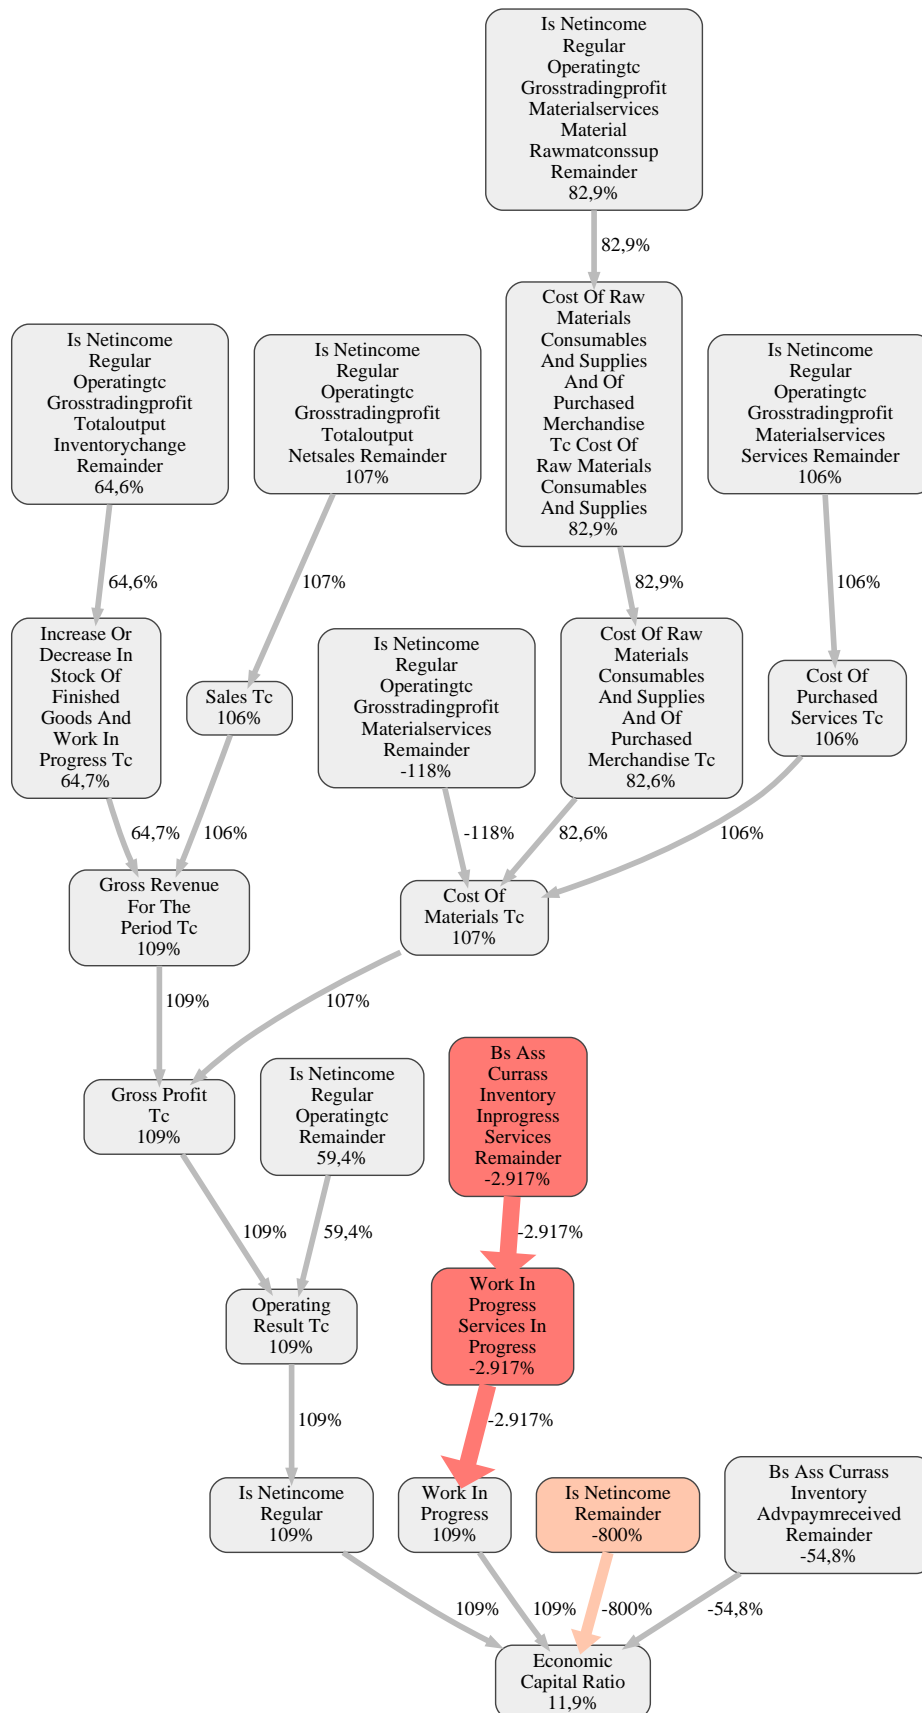 Is Netincome
Regular
Operatingtc
Grosstradingprofit
Materialservices
Material
Rawmatconssup
Remainder
82,9%
82,9%
Is Netincome
Regular
Operatingtc
Grosstradingprofit
Totaloutput
Inventorychange
Remainder
64,6%
Is Netincome
Regular
Operatingtc
Grosstradingprofit
Totaloutput
Netsales Remainder
107%
Cost Of Raw
Materials
Consumables
And Supplies
And Of
Purchased
Merchandise
Tc Cost Of
Raw Materials
Consumables
And Supplies
82,9%
Is Netincome
Regular
Operatingtc
Grosstradingprofit
Materialservices
Services Remainder
106%
64,6%
107%
82,9%
106%
Increase Or
Decrease In
Stock Of
Finished
Goods And
Work In
Progress Tc
64,7%
Sales Tc
106%
Is Netincome
Regular
Operatingtc
Grosstradingprofit
Materialservices
Remainder
-118%
Cost Of Raw
Materials
Consumables
And Supplies
And Of
Purchased
Merchandise Tc
82,6%
Cost Of
Purchased
Services Tc
106%
64,7%
106%
-118%
82,6%
106%
Gross Revenue
For The
Period Tc
109%
Cost Of
Materials Tc
107%
109%
107%
Gross Profit
Tc
109%
Is Netincome
Regular
Operatingtc
Remainder
59,4%
Bs Ass
Currass
Inventory
Inprogress
Services
Remainder
-2.917%
109%
59,4%
-2.917%
Operating
Result Tc
109%
Work In
Progress
Services In
Progress
-2.917%
109%
-2.917%
Is Netincome
Regular
109%
Work In
Progress
109%
Is Netincome
Remainder
-800%
Bs Ass Currass
Inventory
Advpaymreceived
Remainder
-54,8%
109%
109%
-800%
-54,8%
Economic
Capital Ratio
11,9%